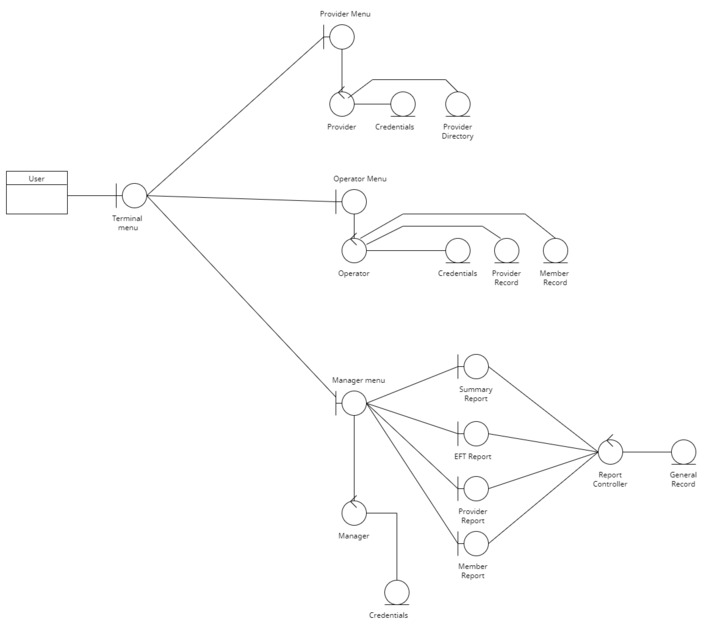 Provider Menu
Provider
Credentials
Provider
Directory
User
Terminal
menu
Operator Menu
Operator
Credentials
Provider
Record
Member
Record
Manager menu
Summary
Report
EFT Report
Provider
Report
Member
Report
Report
Controller
General
Record
Manager
Credentials